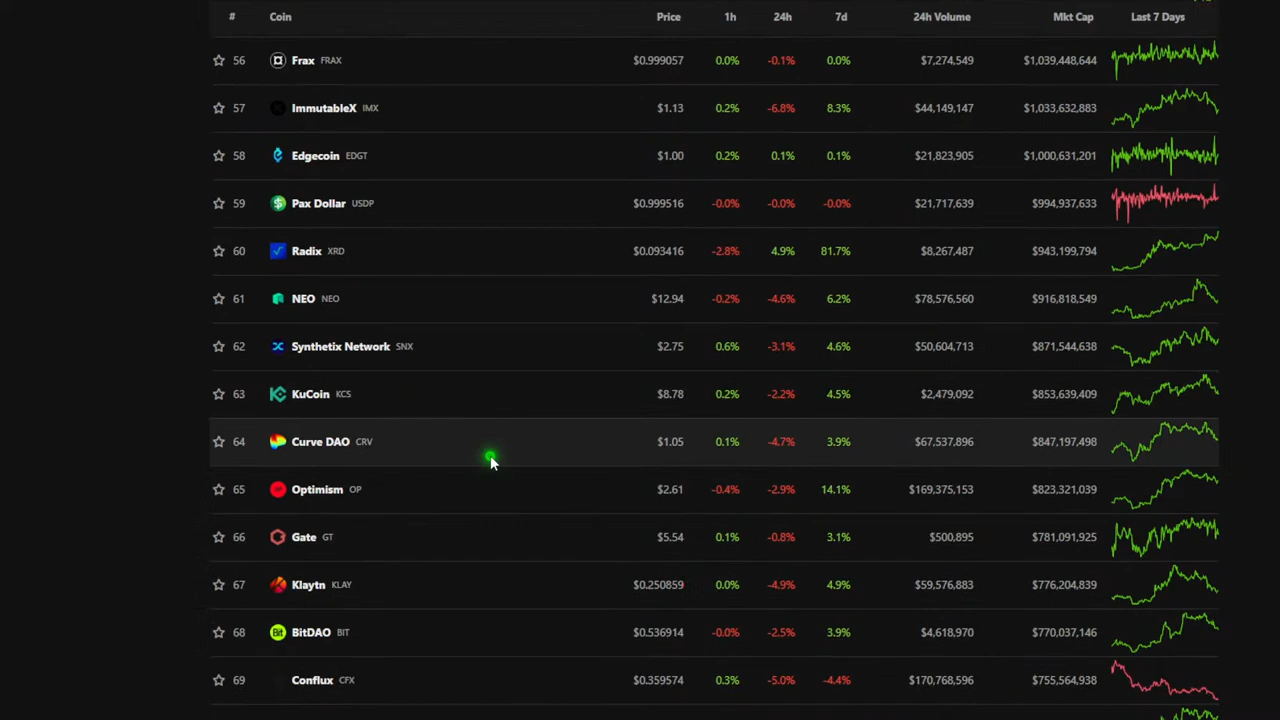 # Coin Price 1h 24h 7d 24h Volume Mkt Cap Last 7 Days
56 Frax FRAX $0.999057 0.0% -0.1% 0.0% $7,274,549 $1,039,448,644
57 ImmutableX IMX $1.13 0.2% -6.8% 8.3% $44,149,147 $1,033,632,883
58 Edgecoin EDGT $1.00 0.2% 0.1% 0.1% $21,823,905 $1,000,631,201
59 Pax Dollar USDP $0.999516 -0.0% -0.0% -0.0% $21,717,639 $994,937,633
60 Radix XRD $0.093416 -2.8% 4.9% 81.7% $8,267,487 $943,199,794
61 NEO NEO $12.94 -0.2% -4.6% 6.2% $78,576,560 $916,818,549
62 Synthetix Network SNX $2.75 0.6% -3.1% 4.6% $50,604,713 $871,544,638
63 KuCoin KCS $8.78 0.2% -2.2% 4.5% $2,479,092 $853,639,409
64 Curve DAO CRV $1.05 0.1% -4.7% 3.9% $67,537,896 $847,197,498
65 Optimism OP $2.61 -0.4% -2.9% 14.1% $169,375,153 $823,321,039
66 Gate GT $5.54 0.1% -0.8% 3.1% $500,895 $781,091,925
67 Klaytn KLAY $0.250859 0.0% -4.9% 4.9% $59,576,883 $776,204,839
68 Bit BitDAO BIT $0.536914 -0.0% -2.5% 3.9% $4,618,970 $770,037,146
69 Conflux CFX $0.359574 0.3% -5.0% -4.4% $170,768,596 $755,564,938